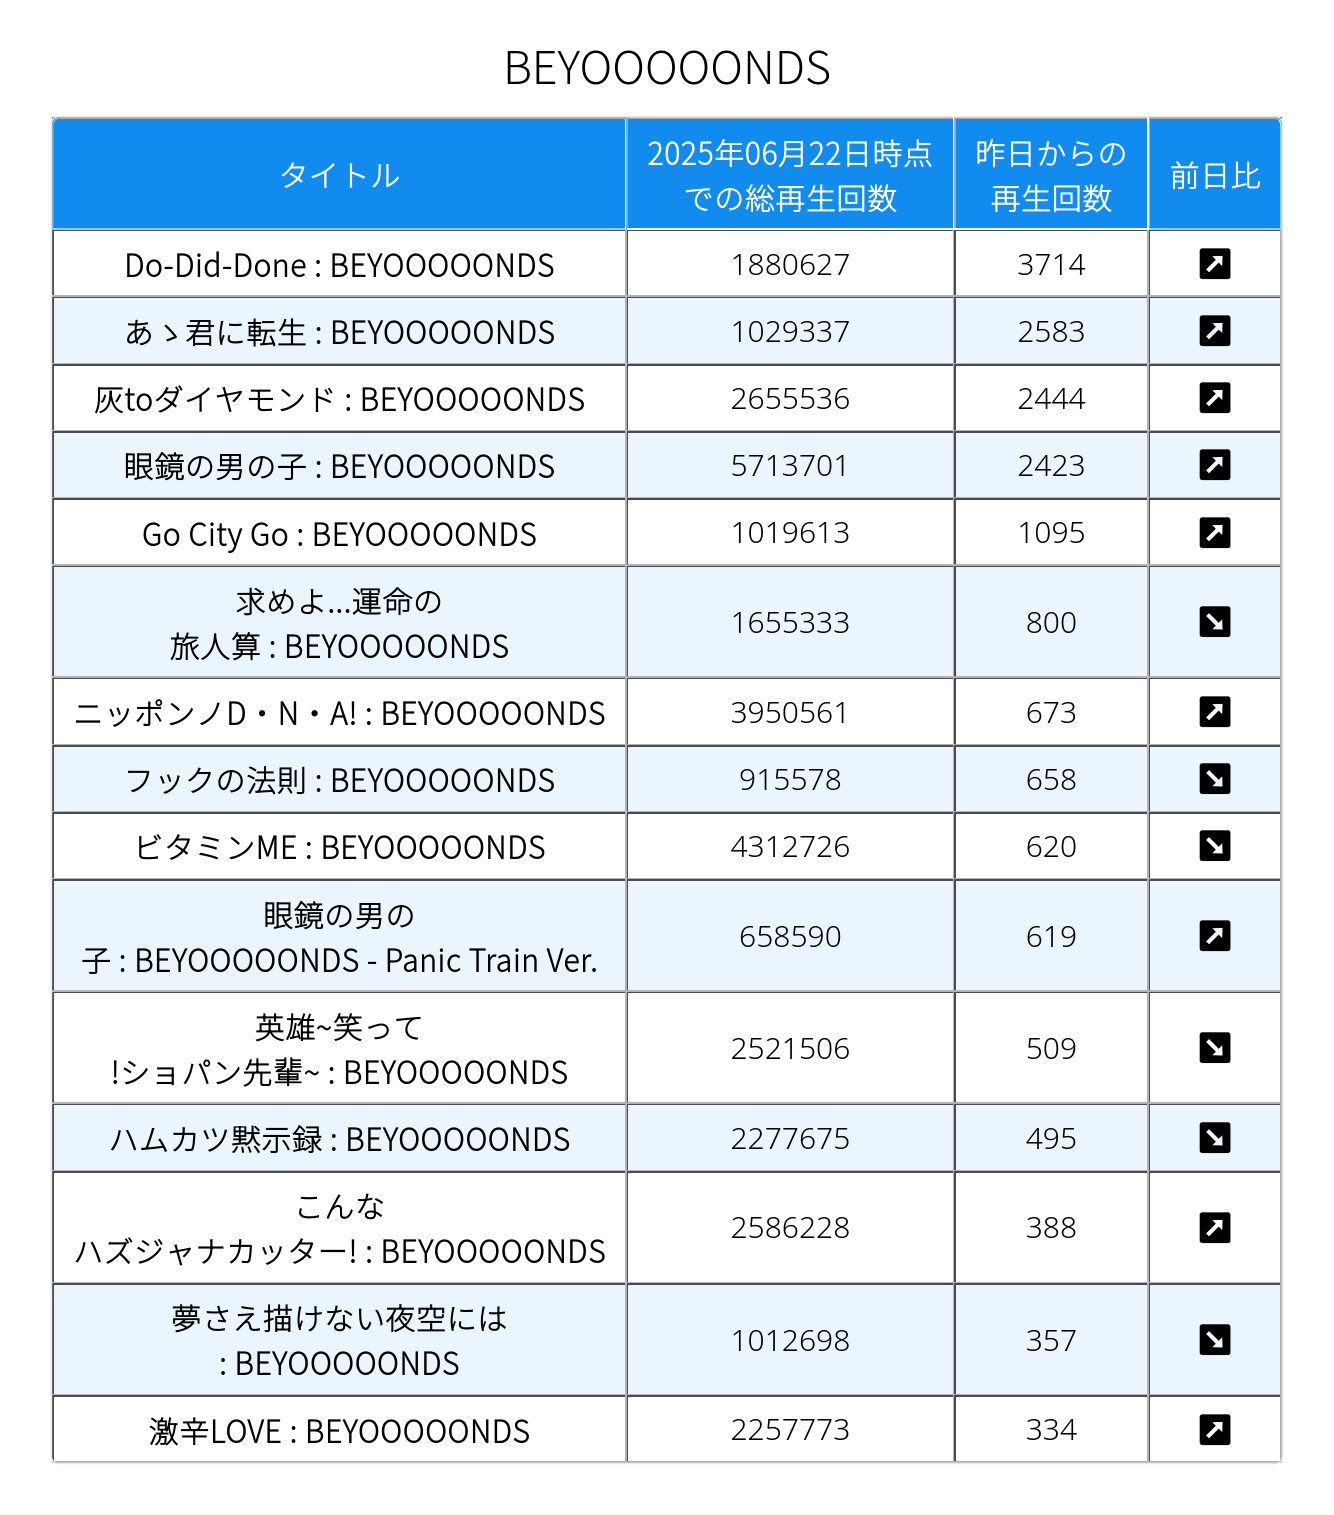 BEYOOOOONDS
タイトル
2025年06月22日時点
での総再生回数
昨日からの
再生回数
前日比
Do-Did-Done : BEYOOOOONDS 1880627 3714 ↗
あゝ君に転生 : BEYOOOOONDS 1029337 2583 ↗
灰toダイヤモンド : BEYOOOOONDS 2655536 2444 ↗
眼鏡の男の子 : BEYOOOOONDS 5713701 2423 ↗
Go City Go : BEYOOOOONDS 1019613 1095 ↗
求めよ...運命の
旅人算 : BEYOOOOONDS 1655333 800 ↘
ニッポンノD・N・A! : BEYOOOOONDS 3950561 673 ↗
フックの法則 : BEYOOOOONDS 915578 658 ↘
ビタミンME : BEYOOOOONDS 4312726 620 ↘
眼鏡の男の
子 : BEYOOOOONDS - Panic Train Ver. 658590 619 ↗
英雄~笑って
!ショパン先輩~ : BEYOOOOONDS 2521506 509 ↘
ハムカツ黙示録 : BEYOOOOONDS 2277675 495 ↘
こんな
ハズジャナカッター! : BEYOOOOONDS 2586228 388 ↗
夢さえ描けない夜空には
: BEYOOOOONDS 1012698 357 ↘
激辛LOVE : BEYOOOOONDS 2257773 334 ↗